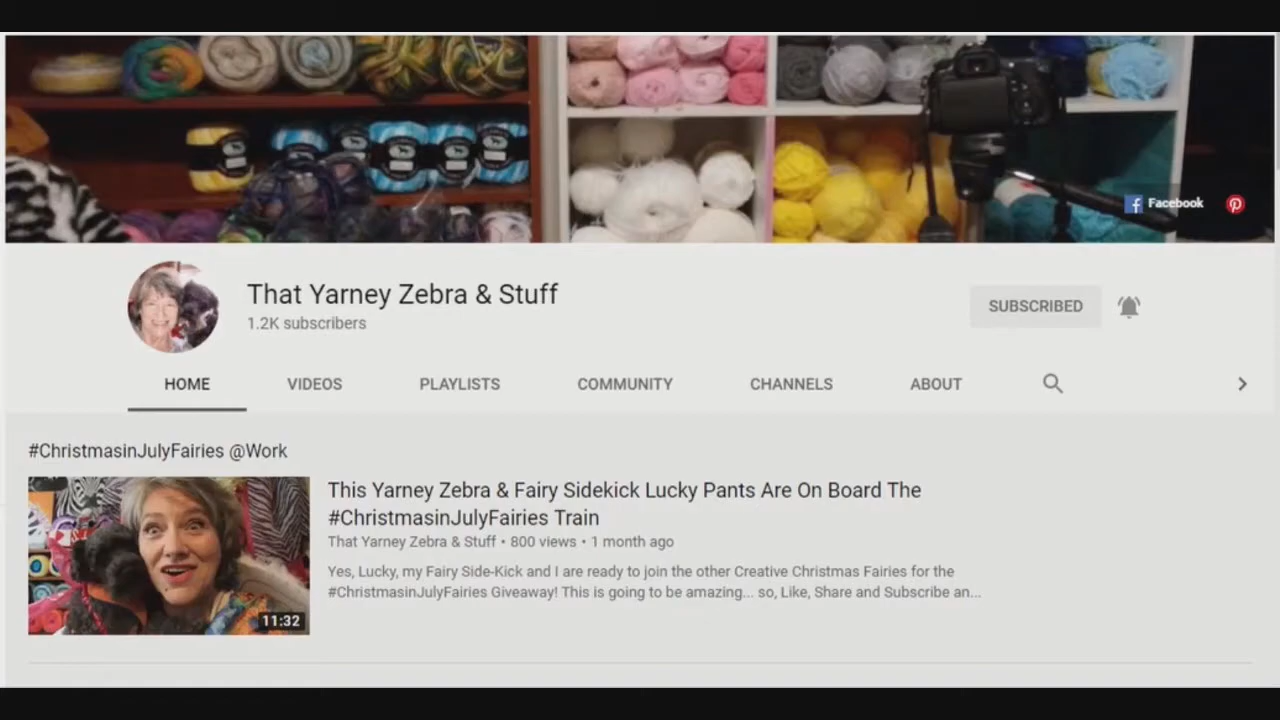 Facebook
That Yarney Zebra & Stuff
1.2K subscribers
SUBSCRIBED
HOME VIDEOS PLAYLISTS COMMUNITY CHANNELS ABOUT
#ChristmasinJulyFairies @Work
This Yarney Zebra & Fairy Sidekick Lucky Pants Are On Board The
#ChristmasinJulyFairies Train
That Yarney Zebra & Stuff • 800 views • 1 month ago
Yes, Lucky, my Fairy Side-Kick and I are ready to join the other Creative Christmas Fairies for the
#ChristmasinJulyFairies Giveaway! This is going to be amazing... so, Like, Share and Subscribe an...
11:32